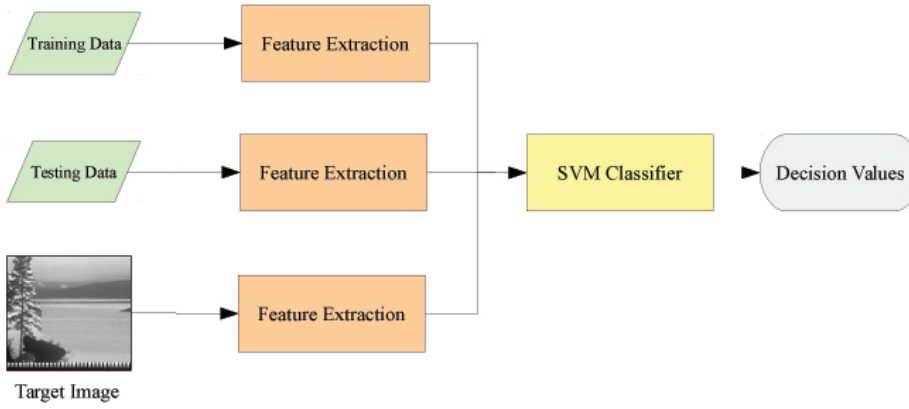 Training Data
Feature Extraction
Testing Data
Feature Extraction
SVM Classifier
Decision Values
Feature Extraction
Target Image